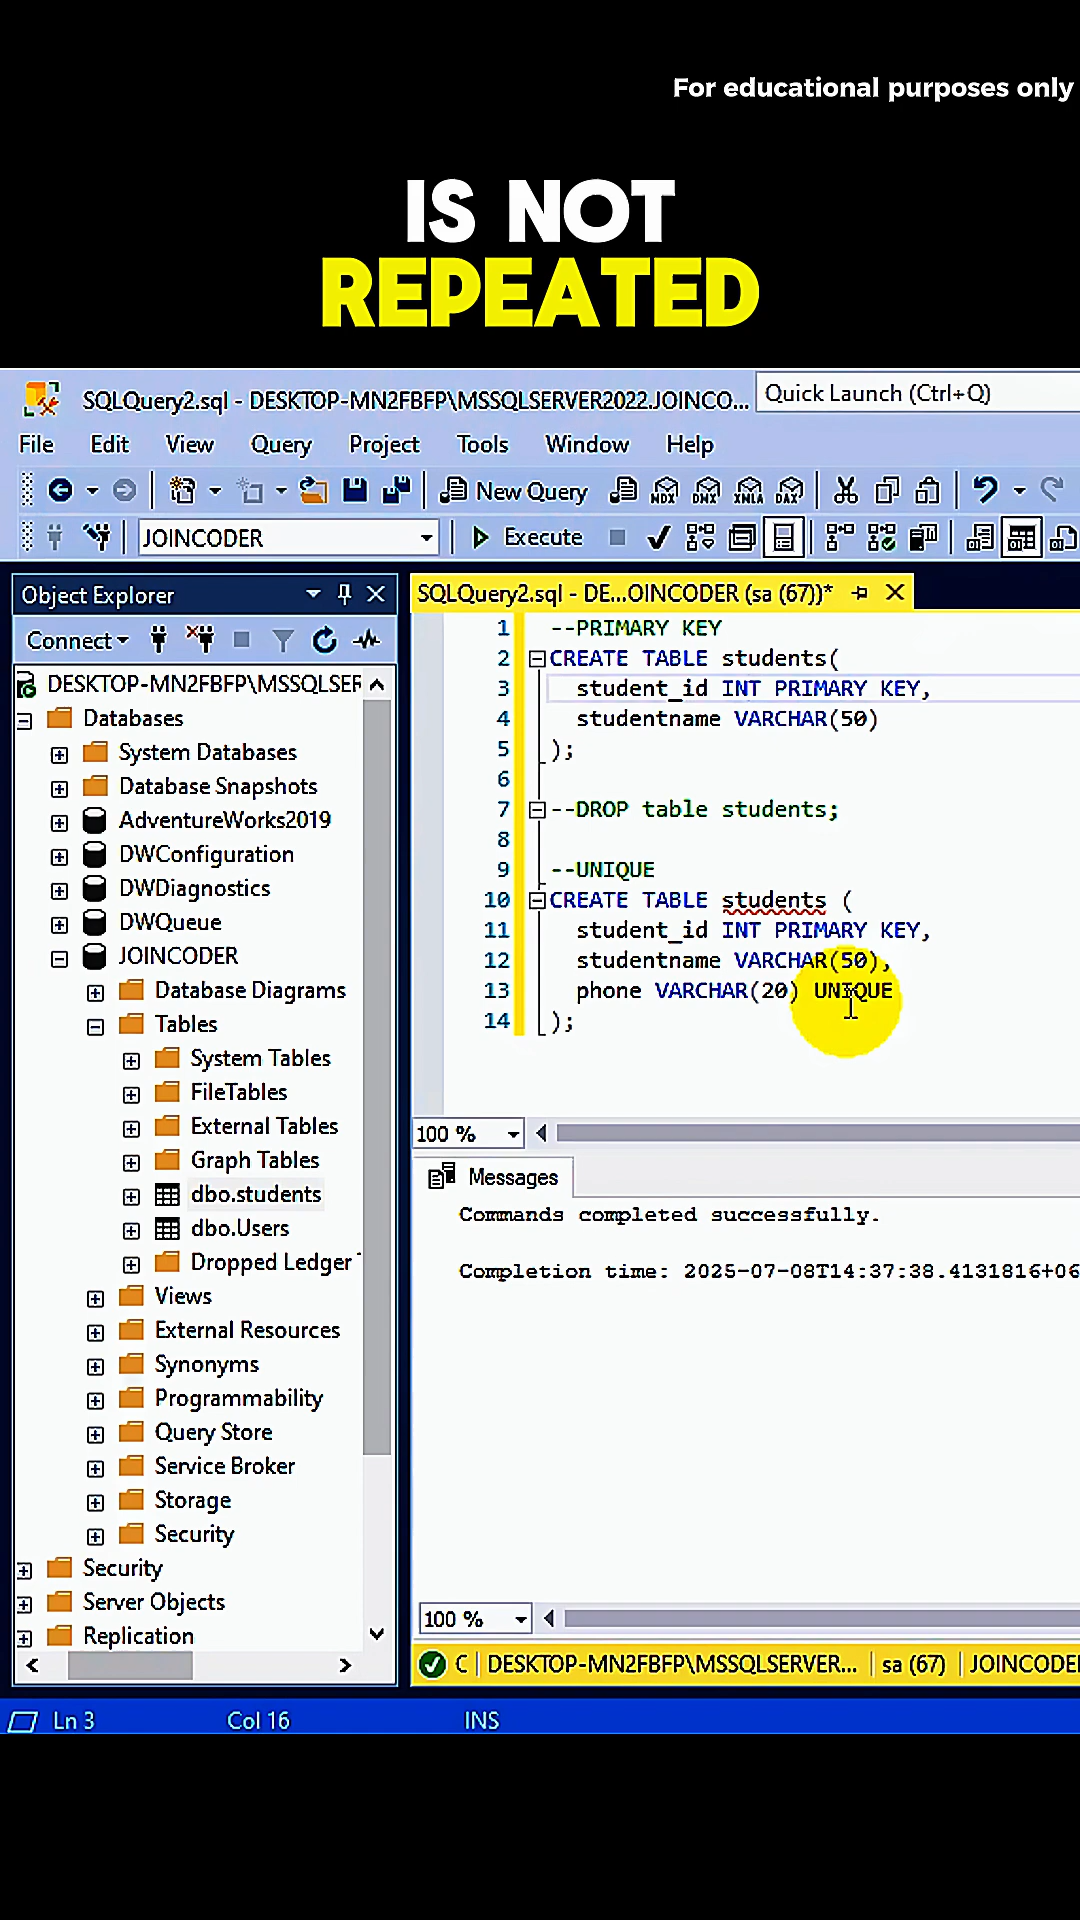 For educational purposes only
IS NOT
REPEATED
SQLQuery2.sql - DESKTOP-MN2FBFP\MSSQLSERVER2022.JOINCO...
Quick Launch (Ctrl+Q)
File Edit View Query Project Tools Window Help
New Query MDX DMX XMLA DAX
JOINCODER Execute
Object Explorer
SQLQuery2.sql - DE...OINCODER (sa (67))*
Connect
DESKTOP-MN2FBFP\MSSQLSER
Databases
System Databases
Database Snapshots
AdventureWorks2019
DWConfiguration
DWDiagnostics
DWQueue
JOINCODER
Database Diagrams
Tables
System Tables
FileTables
External Tables
Graph Tables
dbo.students
dbo.Users
Dropped Ledger
Views
External Resources
Synonyms
Programmability
Query Store
Service Broker
Storage
Security
Security
Server Objects
Replication
1 --PRIMARY KEY
2 CREATE TABLE students(
3 student_id INT PRIMARY KEY,
4 studentname VARCHAR(50)
5 );
6
7 --DROP table students;
8
9 --UNIQUE
10 CREATE TABLE students (
11 student_id INT PRIMARY KEY,
12 studentname VARCHAR(50),
13 phone VARCHAR(20) UNIQUE
14 );
100 %
Messages
Commands completed successfully.
Completion time: 2025-07-08T14:37:38.4131816+06
100 %
C DESKTOP-MN2FBFP\MSSQLSERVER... sa (67) JOINCODER
Ln 3 Col 16 INS